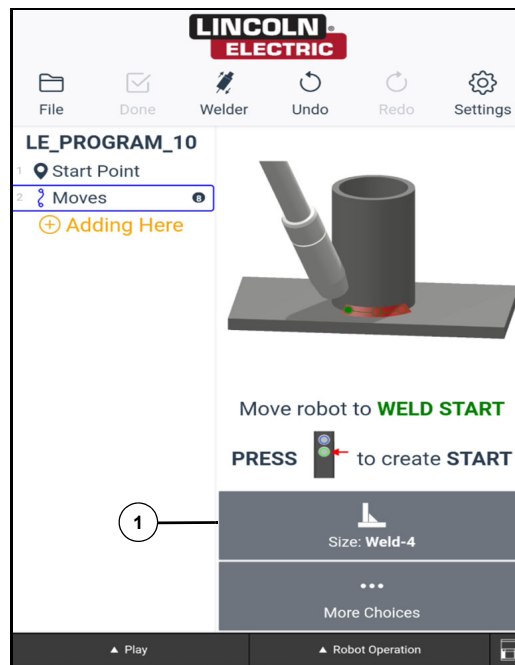 LINCOLN
ELECTRIC
File
Done
Welder
Undo
Redo
Settings
LE_PROGRAM_10
1 Start Point
2 Moves 8
Adding Here
Move robot to WELD START
PRESS to create START
1
Size: Weld-4
More Choices
▲ Play
▲ Robot Operation